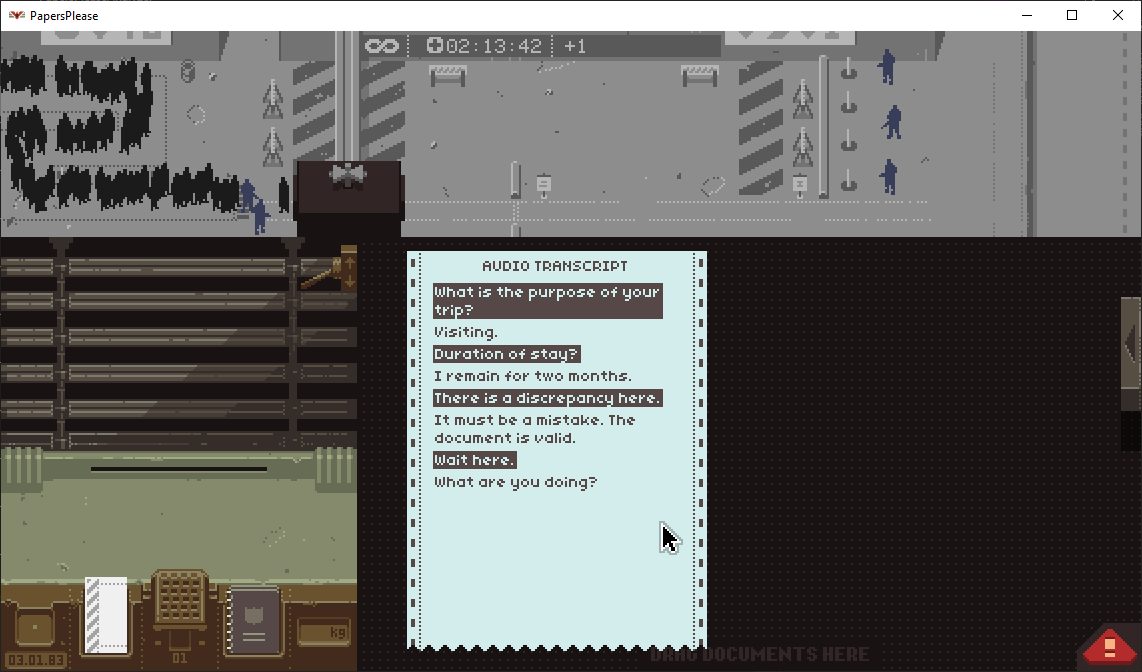 PapersPlease
02:13:42
+1
AUDIO TRANSCRIPT
What is the purpose of your
trip?
Visiting.
Duration of stay?
I remain for two months.
There is a discrepancy here.
It must be a mistake. The
document is valid.
Wait here.
What are you doing?
kg
03.01.83
01
DRAG DOCUMENTS HERE